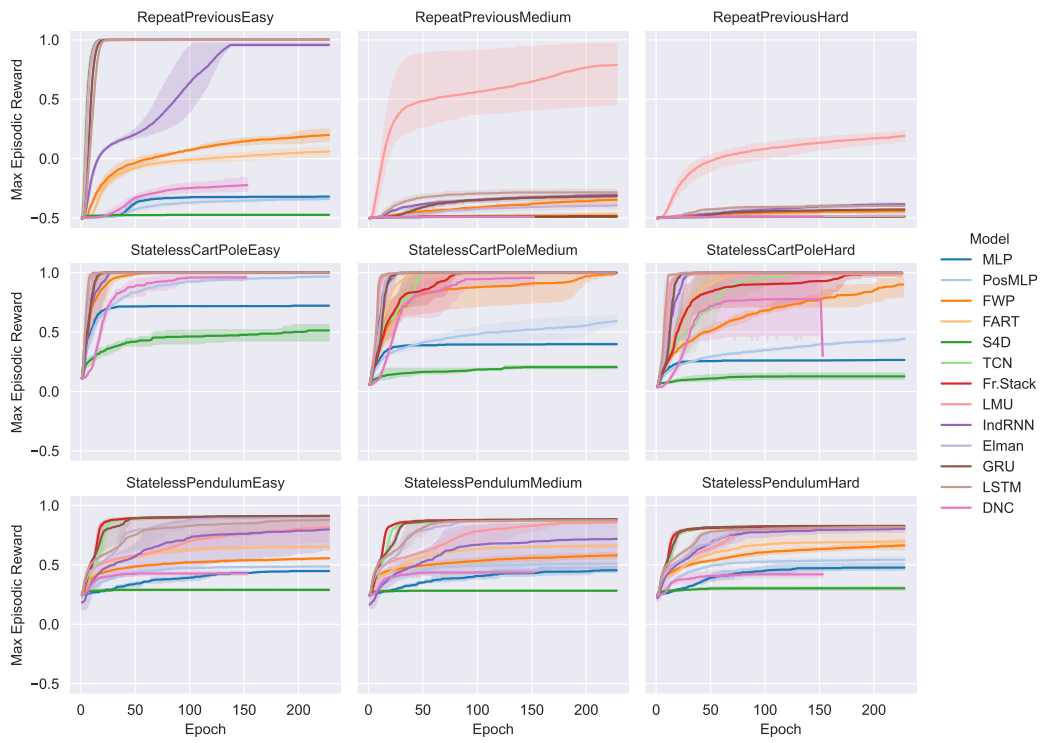 RepeatPreviousEasy RepeatPreviousMedium RepeatPreviousHard
1.0
0.5
0.0
−0.5
Max Episodic Reward
StatelessCartPoleEasy StatelessCartPoleMedium StatelessCartPoleHard
1.0
0.5
0.0
−0.5
Max Episodic Reward
StatelessPendulumEasy StatelessPendulumMedium StatelessPendulumHard
1.0
0.5
0.0
−0.5
Max Episodic Reward
0 50 100 150 200 0 50 100 150 200 0 50 100 150 200
Epoch Epoch Epoch
Model
MLP
PosMLP
FWP
FART
S4D
TCN
Fr.Stack
LMU
IndRNN
Elman
GRU
LSTM
DNC